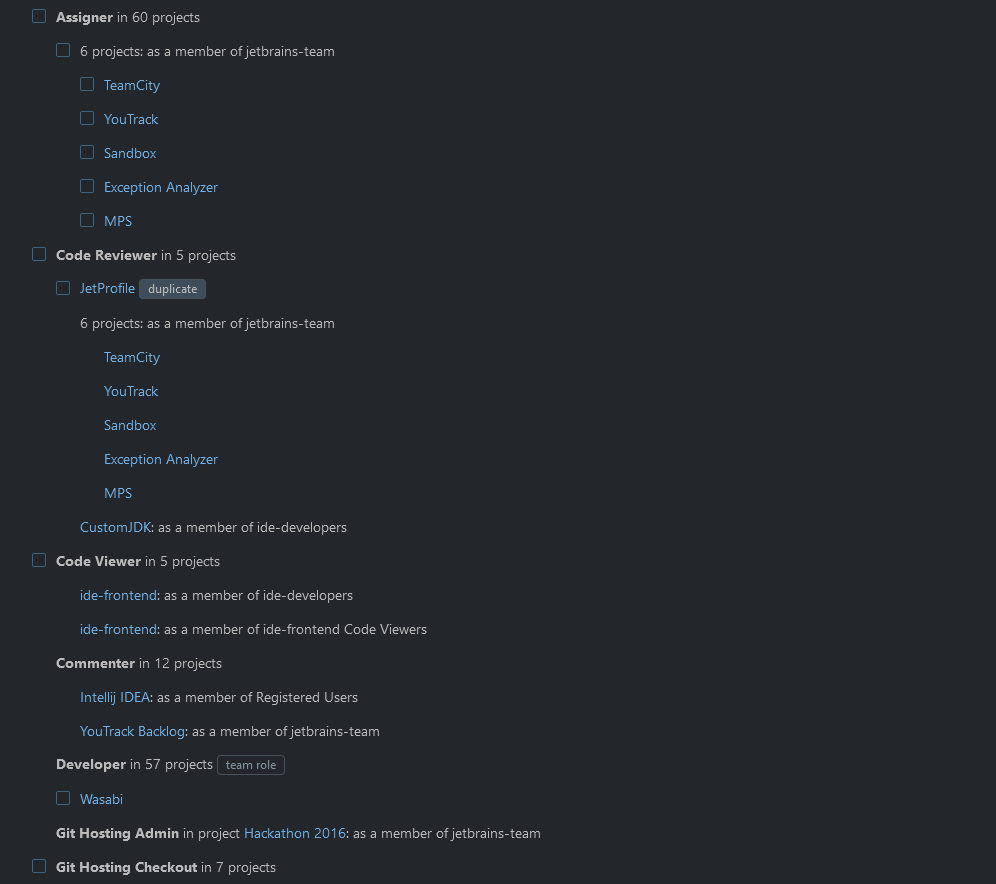 Assigner in 60 projects
6 projects: as a member of jetbrains-team
TeamCity
YouTrack
Sandbox
Exception Analyzer
MPS
Code Reviewer in 5 projects
JetProfile duplicate
6 projects: as a member of jetbrains-team
TeamCity
YouTrack
Sandbox
Exception Analyzer
MPS
CustomJDK: as a member of ide-developers
Code Viewer in 5 projects
ide-frontend: as a member of ide-developers
ide-frontend: as a member of ide-frontend Code Viewers
Commenter in 12 projects
Intellij IDEA: as a member of Registered Users
YouTrack Backlog: as a member of jetbrains-team
Developer in 57 projects team role
Wasabi
Git Hosting Admin in project Hackathon 2016: as a member of jetbrains-team
Git Hosting Checkout in 7 projects